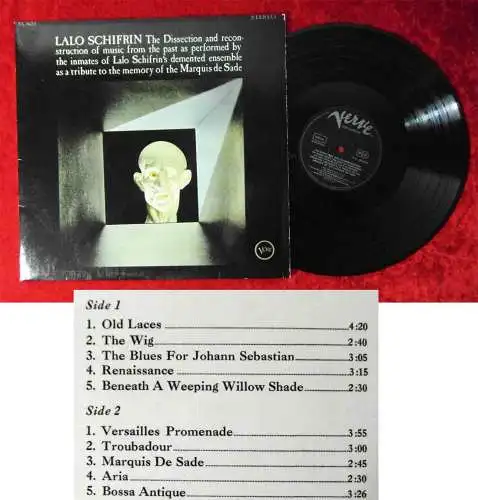 STEREO
LALO SCHIFRIN The Dissection and recon-
struction of music from the past as performed by
the inmates of Lalo Schifrin's demented ensemble
as a tribute to the memory of the Marquis de Sade
Verve
Verve
Side 1
1. Old Laces 4:20
2. The Wig 2:40
3. The Blues For Johann Sebastian 3:05
4. Renaissance 3:15
5. Beneath A Weeping Willow Shade 2:30
Side 2
1. Versailles Promenade 3:55
2. Troubadour 3:00
3. Marquis De Sade 2:45
4. Aria 2:30
5. Bossa Antique 3:26